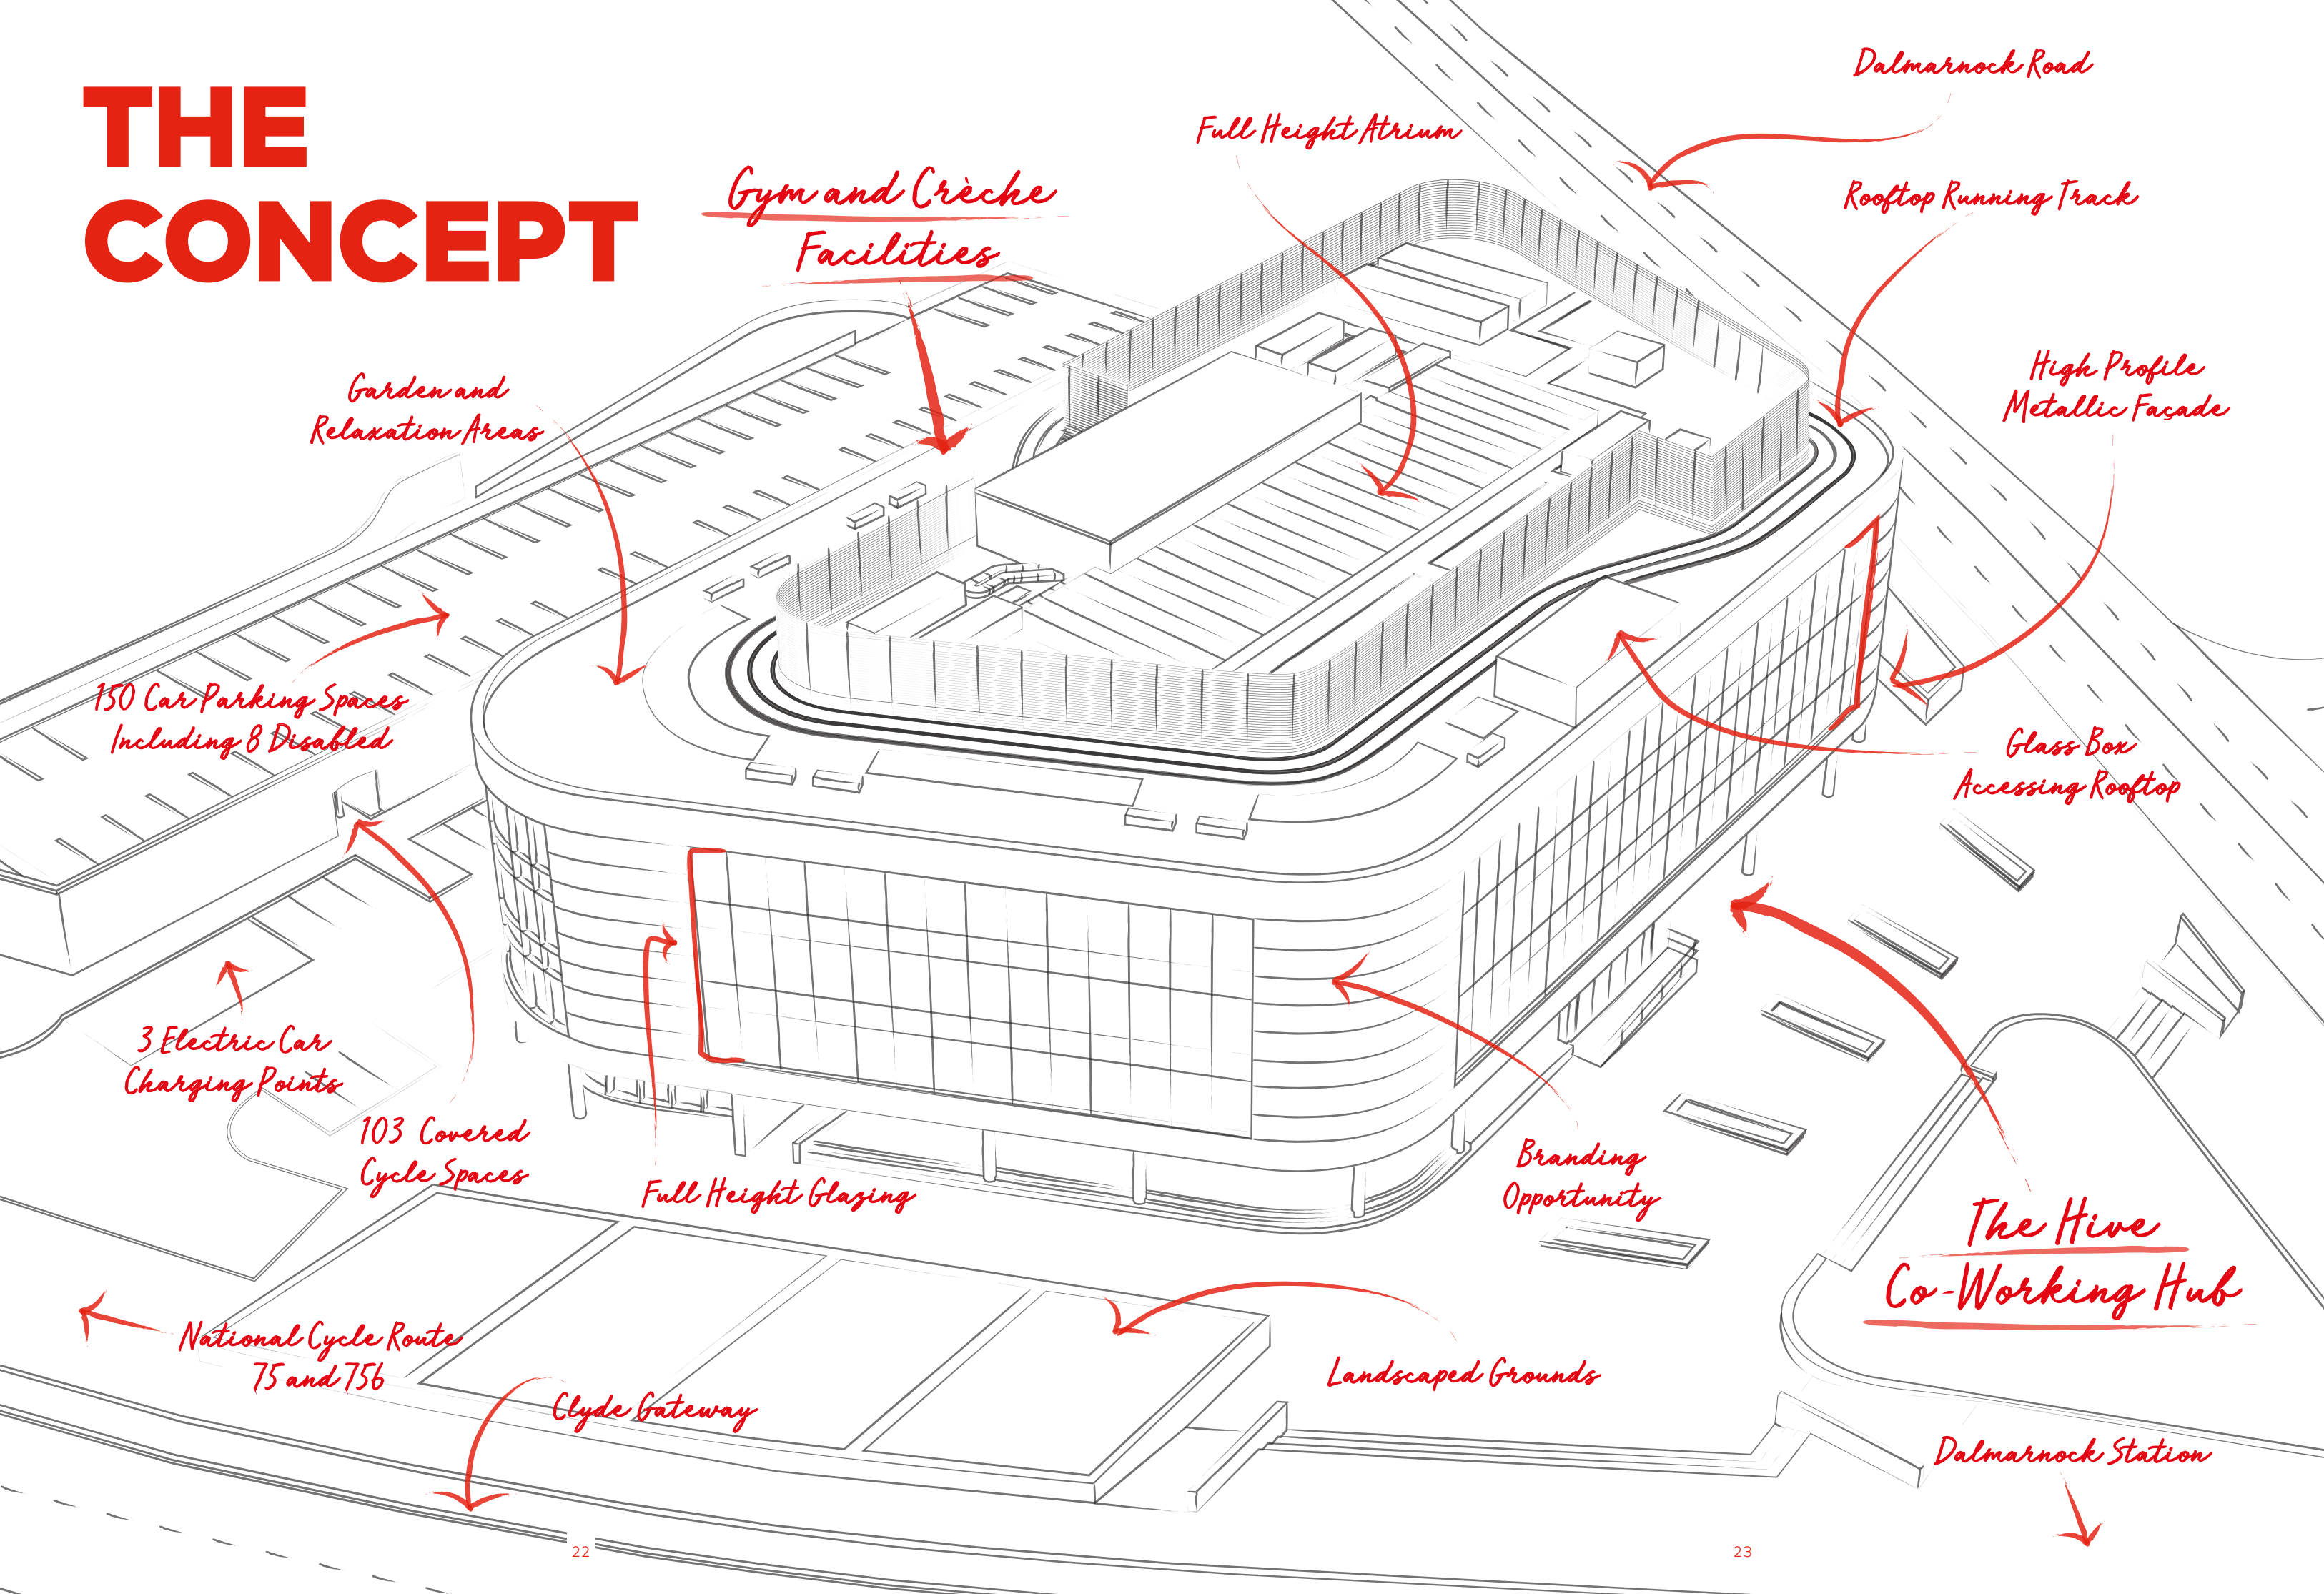 THE
CONCEPT
Gym and Crèche
Facilities
Full Height Atrium
Dalmarnock Road
Rooftop Running Track
High Profile
Metallic Façade
Garden and
Relaxation Areas
150 Car Parking Spaces
Including 8 Disabled
Glass Box
Accessing Rooftop
3 Electric Car
Charging Points
103 Covered
Cycle Spaces
Full Height Glazing
Branding
Opportunity
The Hive
Co-Working Hub
National Cycle Route
75 and 756
Clyde Gateway
Landscaped Grounds
Dalmarnock Station
22
23